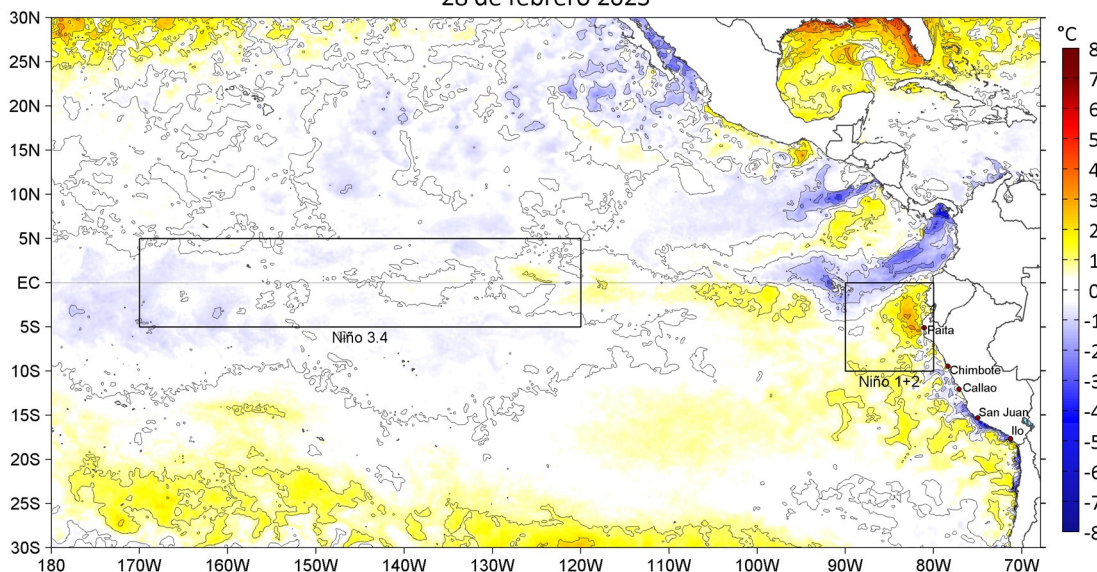 28 de febrero 2023
30N
25N
20N
15N
10N
5N
EC
5S
10S
15S
20S
25S
30S
180 170W 160W 150W 140W 130W 120W 110W 100W 90W 80W 70W
Niño 3.4
Niño 1+2
Paita
Chimbote
Callao
San Juan
Ilo
°C
8
7
6
5
4
3
2
1
0
-1
-2
-3
-4
-5
-6
-7
-8